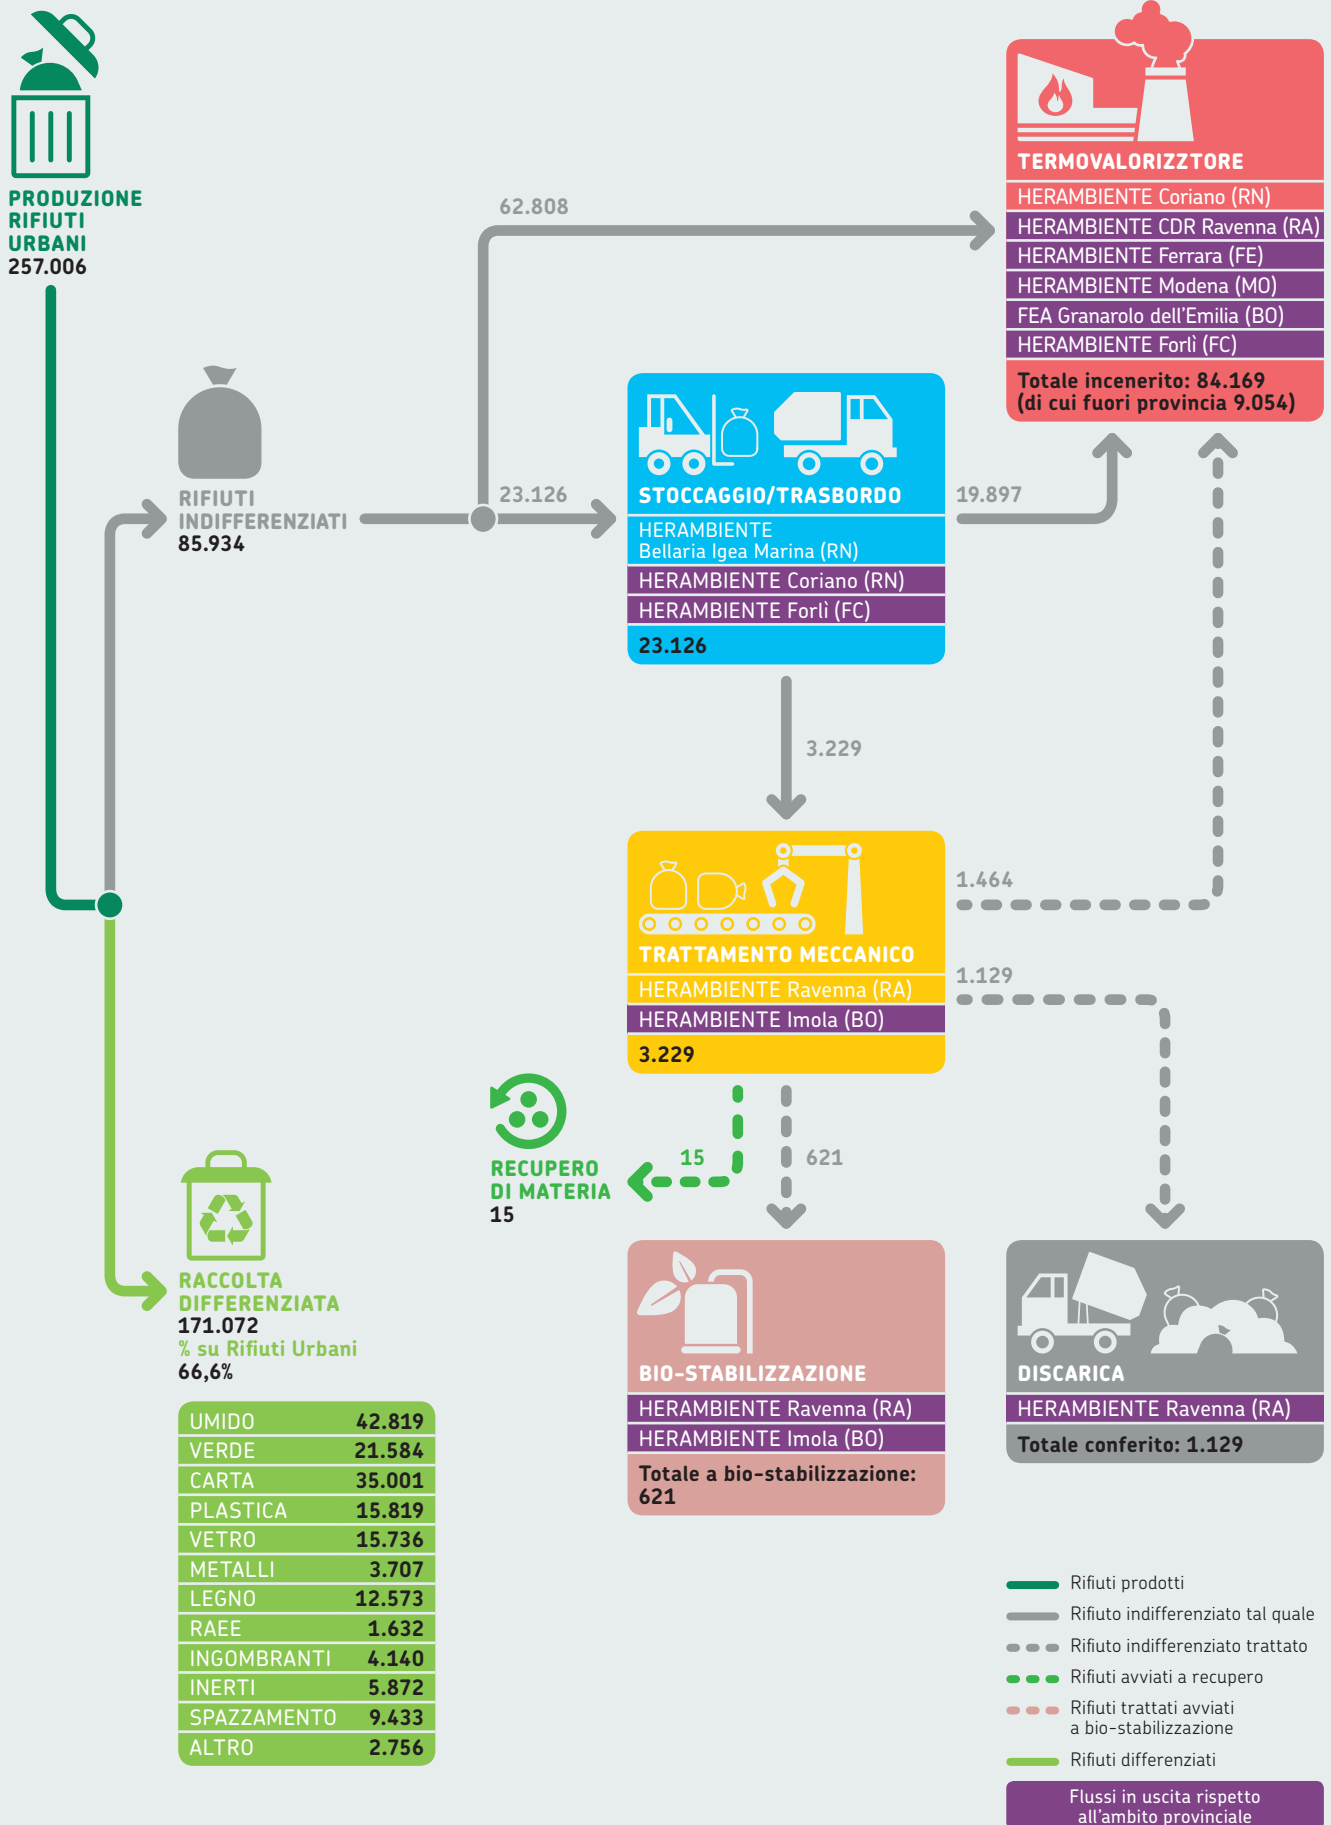 PRODUZIONE
RIFIUTI
URBANI
257.006
62.808
TERMOVALORIZZTORE
HERAMBIENTE Coriano (RN)
HERAMBIENTE CDR Ravenna (RA)
HERAMBIENTE Ferrara (FE)
HERAMBIENTE Modena (MO)
FEA Granarolo dell'Emilia (BO)
HERAMBIENTE Forlì (FC)
Totale incenerito: 84.169
(di cui fuori provincia 9.054)
RIFIUTI
INDIFFERENZIATI
85.934
23.126
STOCCAGGIO/TRASBORDO
HERAMBIENTE
Bellaria Igea Marina (RN)
HERAMBIENTE Coriano (RN)
HERAMBIENTE Forlì (FC)
23.126
19.897
3.229
TRATTAMENTO MECCANICO
HERAMBIENTE Ravenna (RA)
HERAMBIENTE Imola (BO)
3.229
1.464
1.129
RECUPERO
DI MATERIA
15
15
621
BIO-STABILIZZAZIONE
HERAMBIENTE Ravenna (RA)
HERAMBIENTE Imola (BO)
Totale a bio-stabilizzazione:
621
DISCARICA
HERAMBIENTE Ravenna (RA)
Totale conferito: 1.129
RACCOLTA
DIFFERENZIATA
171.072
% su Rifiuti Urbani
66,6%
UMIDO 42.819
VERDE 21.584
CARTA 35.001
PLASTICA 15.819
VETRO 15.736
METALLI 3.707
LEGNO 12.573
RAEE 1.632
INGOMBRANTI 4.140
INERTI 5.872
SPAZZAMENTO 9.433
ALTRO 2.756
Rifiuti prodotti
Rifiuto indifferenziato tal quale
Rifiuto indifferenziato trattato
Rifiuti avviati a recupero
Rifiuti trattati avviati
a bio-stabilizzazione
Rifiuti differenziati
Flussi in uscita rispetto
all'ambito provinciale